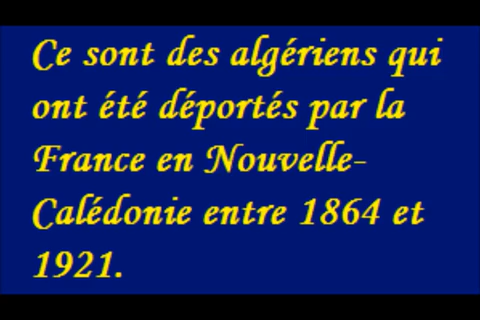 Ce sont des algériens qui
ont été déportés par la
France en Nouvelle-
Calédonie entre 1864 et
1921.